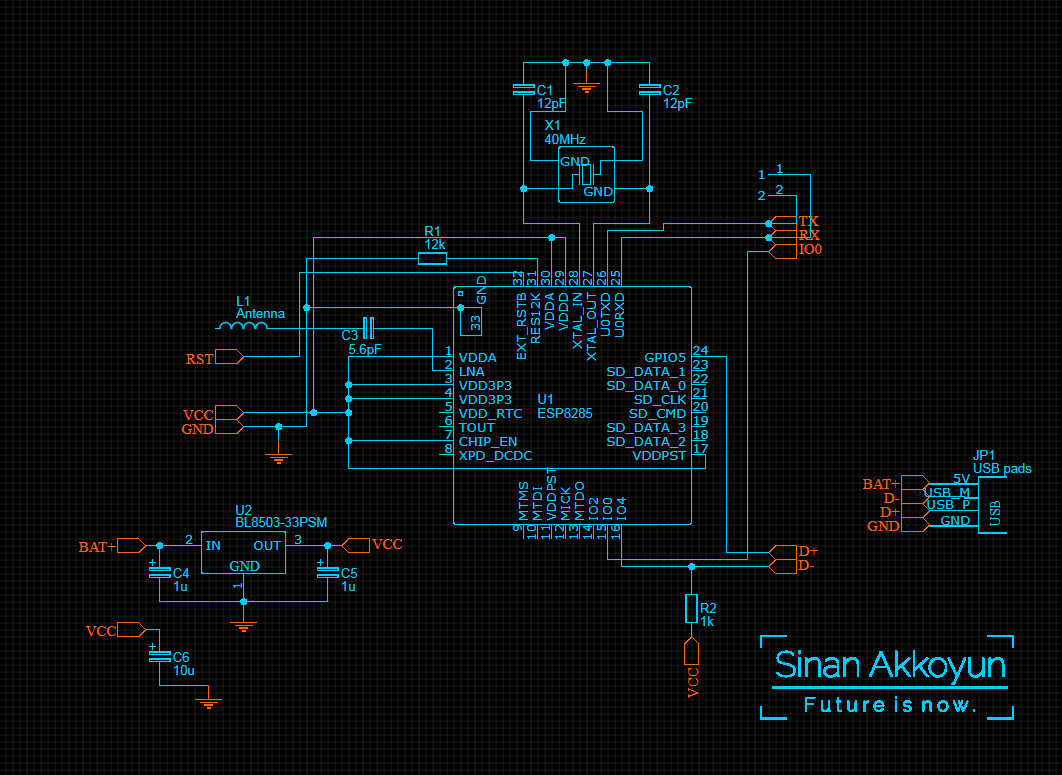 C1
12pF
C2
12pF
X1
40MHz
GND
GND
1
1
2
2
TX
RX
IO0
R1
12k
32
31
30
29
28
27
26
25
GND
33
EXT_RSTB
RES12K
VDDA
VDDD
XTAL_IN
XTAL_OUT
U0TXD
U0RXD
L1
Antenna
C3
5.6pF
RST
VCC
GND
1
VDDA
2
LNA
3
VDD3P3
4
VDD3P3
5
VDD_RTC
6
TOUT
7
CHIP_EN
8
XPD_DCDC
U1
ESP8285
GPIO5
24
SD_DATA_1
23
SD_DATA_0
22
SD_CLK
21
SD_CMD
20
SD_DATA_3
19
SD_DATA_2
18
VDDPST
17
MTMS
MTDI
VDDPST
MICK
MTDO
IO2
IO0
IO4
9
10
11
12
13
14
15
16
JP1
USB pads
BAT+
5V
D-
USB_M
D+
USB_P
GND
GND
USB
U2
BL8503-33PSM
BAT+
2
IN
OUT
3
VCC
GND
1
C4
1u
C5
1u
VCC
C6
10u
D+
D-
R2
1k
VCC
Sinan Akkoyun
Future is now.